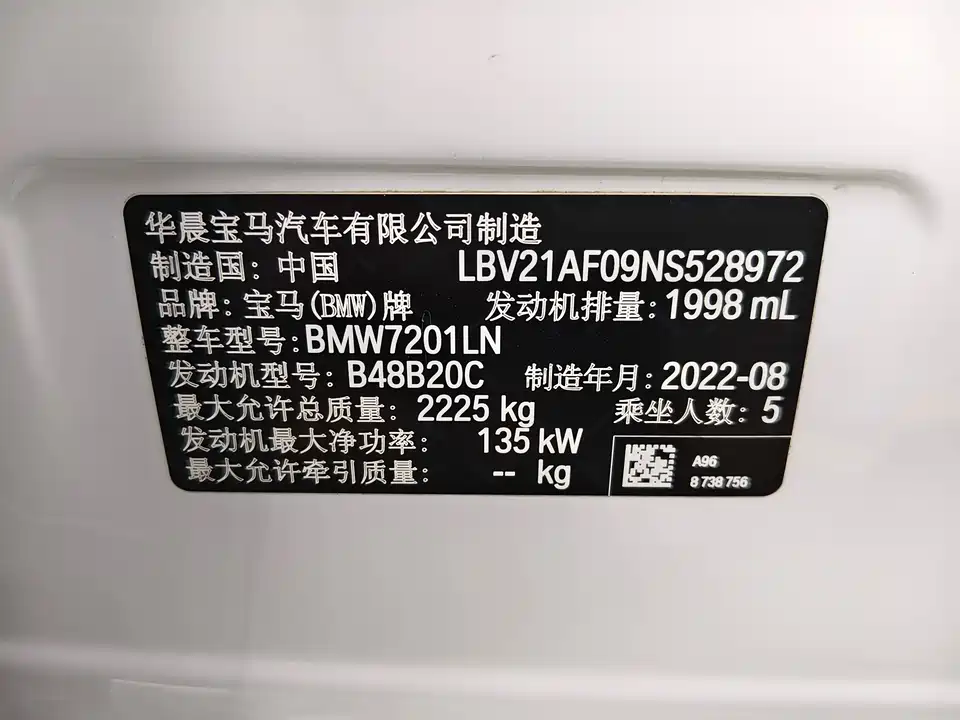 华晨宝马汽车有限公司制造
制造国: 中国 LBV21AF09NS528972
品牌: 宝马(BMW)牌 发动机排量: 1998 mL
整车型号: BMW7201LN
发动机型号: B48B20C 制造年月: 2022-08
最大允许总质量: 2225 kg 乘坐人数: 5
发动机最大净功率: 135 kW
最大允许牵引质量: -- kg
A96
8 738 756